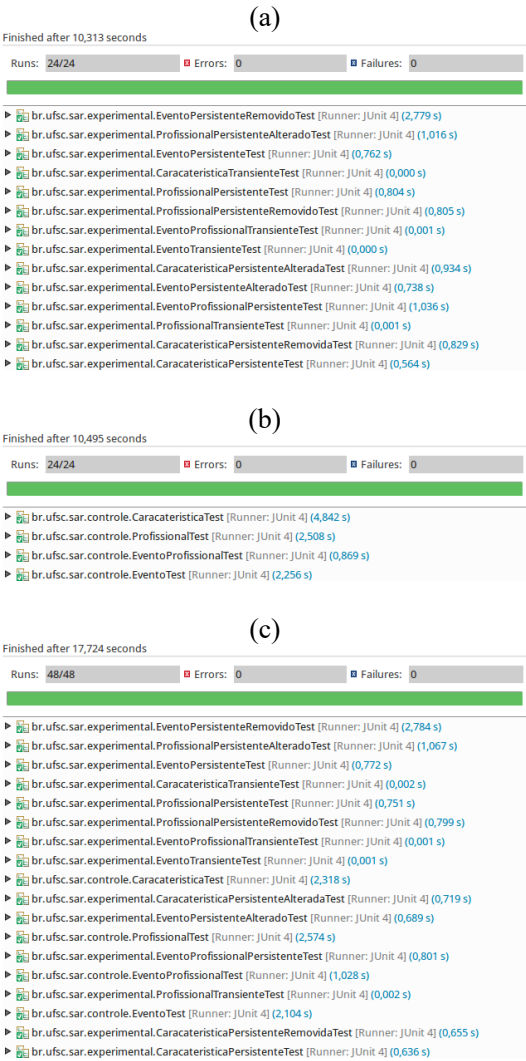 (a)
Finished after 10,313 seconds
Runs: 24/24 Errors: 0 Failures: 0
br.ufsc.sar.experimental.EventoPersistenteRemovidoTest [Runner: JUnit 4] (2,779 s)
br.ufsc.sar.experimental.ProfissionalPersistenteAlteradoTest [Runner: JUnit 4] (1,016 s)
br.ufsc.sar.experimental.EventoPersistenteTest [Runner: JUnit 4] (0,762 s)
br.ufsc.sar.experimental.CaracateristicaTransienteTest [Runner: JUnit 4] (0,000 s)
br.ufsc.sar.experimental.ProfissionalPersistenteTest [Runner: JUnit 4] (0,804 s)
br.ufsc.sar.experimental.ProfissionalPersistenteRemovidoTest [Runner: JUnit 4] (0,805 s)
br.ufsc.sar.experimental.EventoProfissionalTransienteTest [Runner: JUnit 4] (0,001 s)
br.ufsc.sar.experimental.EventoTransienteTest [Runner: JUnit 4] (0,000 s)
br.ufsc.sar.experimental.CaracateristicaPersistenteAlteradaTest [Runner: JUnit 4] (0,934 s)
br.ufsc.sar.experimental.EventoPersistenteAlteradoTest [Runner: JUnit 4] (0,738 s)
br.ufsc.sar.experimental.EventoProfissionalPersistenteTest [Runner: JUnit 4] (1,036 s)
br.ufsc.sar.experimental.ProfissionalTransienteTest [Runner: JUnit 4] (0,001 s)
br.ufsc.sar.experimental.CaracateristicaPersistenteRemovidaTest [Runner: JUnit 4] (0,829 s)
br.ufsc.sar.experimental.CaracateristicaPersistenteTest [Runner: JUnit 4] (0,564 s)
(b)
Finished after 10,495 seconds
Runs: 24/24 Errors: 0 Failures: 0
br.ufsc.sar.controle.CaracateristicaTest [Runner: JUnit 4] (4,842 s)
br.ufsc.sar.controle.ProfissionalTest [Runner: JUnit 4] (2,508 s)
br.ufsc.sar.controle.EventoProfissionalTest [Runner: JUnit 4] (0,869 s)
br.ufsc.sar.controle.EventoTest [Runner: JUnit 4] (2,256 s)
(c)
Finished after 17,724 seconds
Runs: 48/48 Errors: 0 Failures: 0
br.ufsc.sar.experimental.EventoPersistenteRemovidoTest [Runner: JUnit 4] (2,784 s)
br.ufsc.sar.experimental.ProfissionalPersistenteAlteradoTest [Runner: JUnit 4] (1,067 s)
br.ufsc.sar.experimental.EventoPersistenteTest [Runner: JUnit 4] (0,772 s)
br.ufsc.sar.experimental.CaracateristicaTransienteTest [Runner: JUnit 4] (0,002 s)
br.ufsc.sar.experimental.ProfissionalPersistenteTest [Runner: JUnit 4] (0,751 s)
br.ufsc.sar.experimental.ProfissionalPersistenteRemovidoTest [Runner: JUnit 4] (0,799 s)
br.ufsc.sar.experimental.EventoProfissionalTransienteTest [Runner: JUnit 4] (0,001 s)
br.ufsc.sar.experimental.EventoTransienteTest [Runner: JUnit 4] (0,001 s)
br.ufsc.sar.controle.CaracateristicaTest [Runner: JUnit 4] (2,318 s)
br.ufsc.sar.experimental.CaracateristicaPersistenteAlteradaTest [Runner: JUnit 4] (0,719 s)
br.ufsc.sar.experimental.EventoPersistenteAlteradoTest [Runner: JUnit 4] (0,689 s)
br.ufsc.sar.controle.ProfissionalTest [Runner: JUnit 4] (2,574 s)
br.ufsc.sar.experimental.EventoProfissionalPersistenteTest [Runner: JUnit 4] (0,801 s)
br.ufsc.sar.controle.EventoProfissionalTest [Runner: JUnit 4] (1,028 s)
br.ufsc.sar.experimental.ProfissionalTransienteTest [Runner: JUnit 4] (0,002 s)
br.ufsc.sar.controle.EventoTest [Runner: JUnit 4] (2,104 s)
br.ufsc.sar.experimental.CaracateristicaPersistenteRemovidaTest [Runner: JUnit 4] (0,655 s)
br.ufsc.sar.experimental.CaracateristicaPersistenteTest [Runner: JUnit 4] (0,636 s)